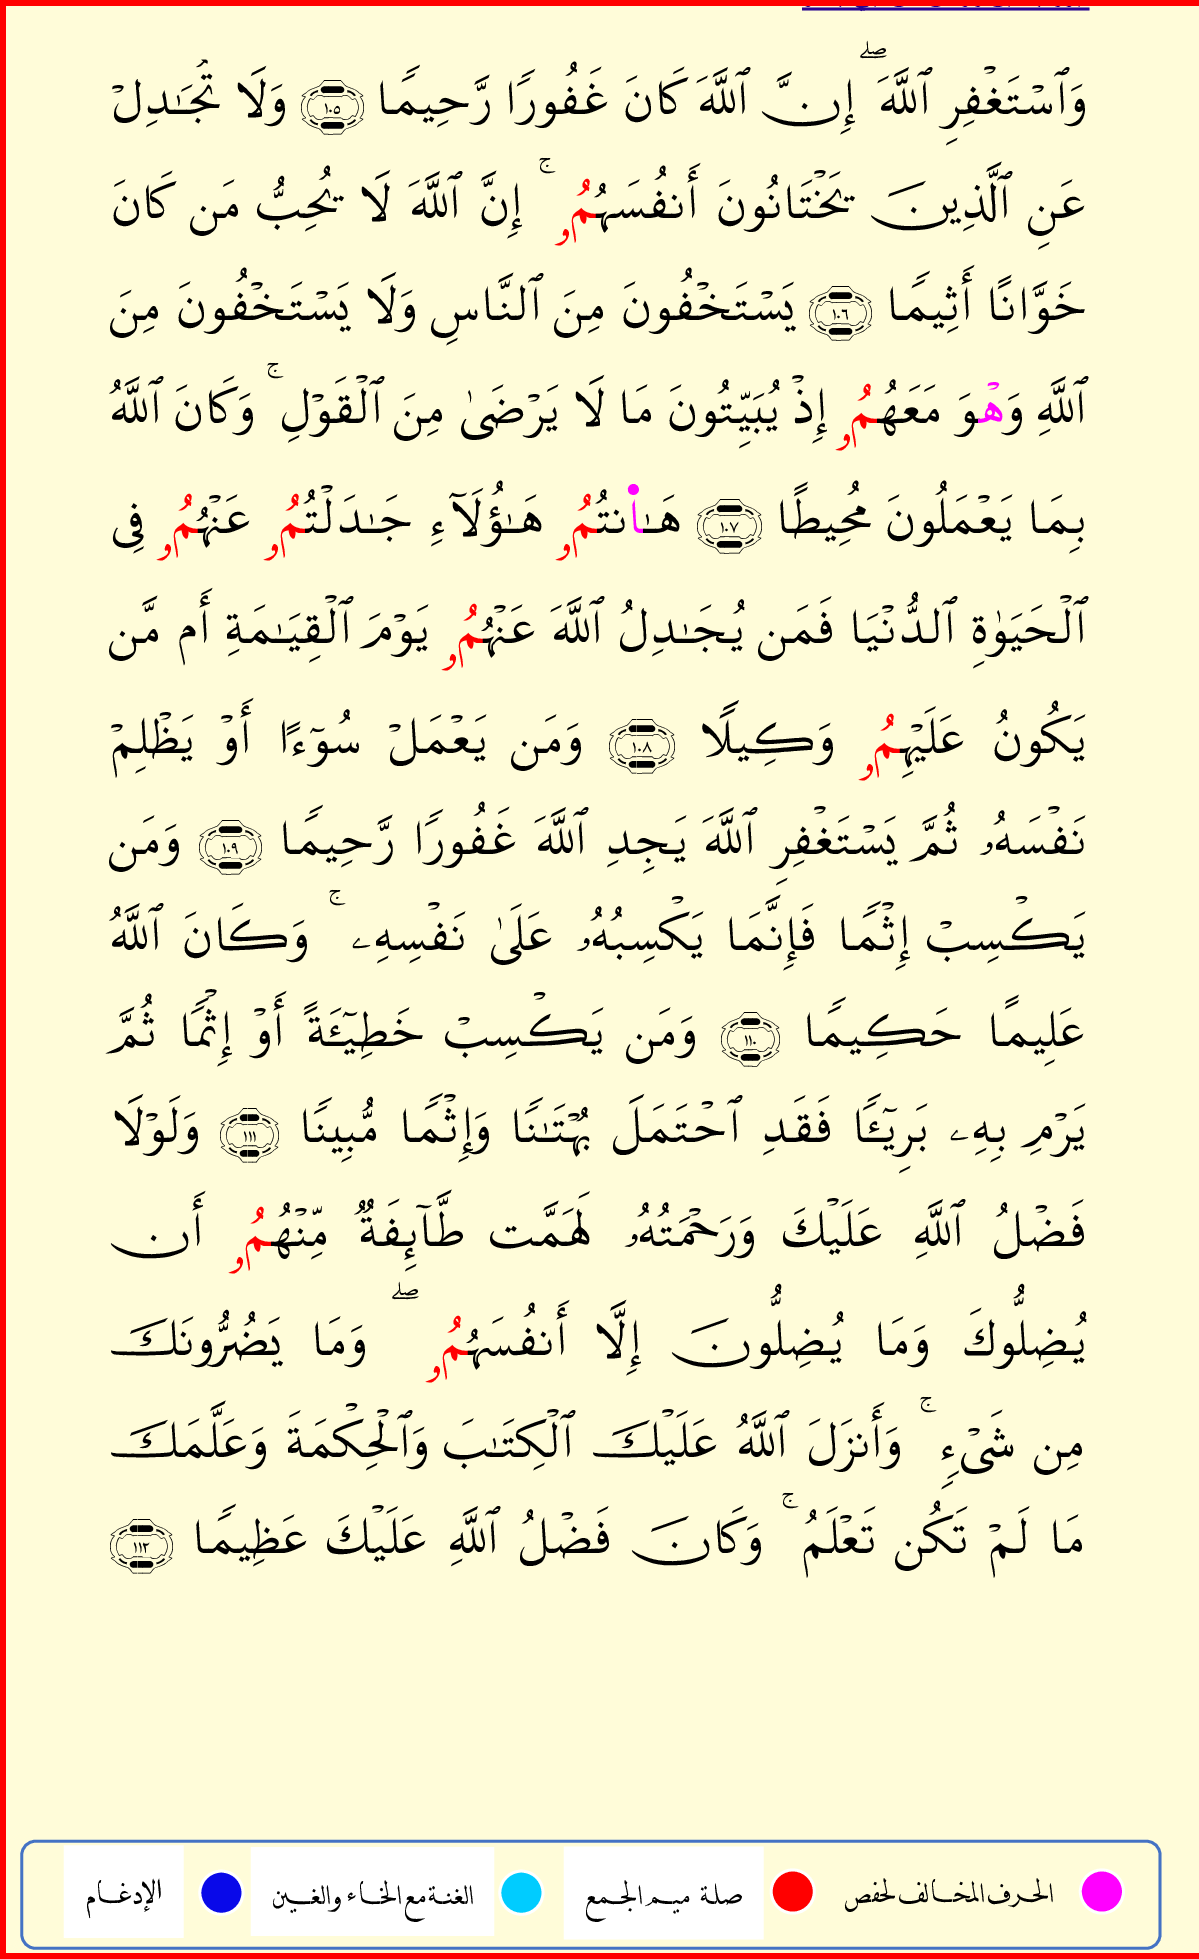 وَٱسۡتَغۡفِرِ ٱللَّهَۖ إِنَّ ٱللَّهَ كَانَ غَفُورٗا رَّحِيمٗا ١٠٥ وَلَا تُجَٰدِلۡ
عَنِ ٱلَّذِينَ يَخۡتَانُونَ أَنفُسَهُمُۥۚ إِنَّ ٱللَّهَ لَا يُحِبُّ مَن كَانَ
خَوَّانًا أَثِيمٗا ١٠٦ يَسۡتَخۡفُونَ مِنَ ٱلنَّاسِ وَلَا يَسۡتَخۡفُونَ مِنَ
ٱللَّهِ وَهۡوَ مَعَهُمُۥ إِذۡ يُبَيِّتُونَ مَا لَا يَرۡضَىٰ مِنَ ٱلۡقَوۡلِۚ وَكَانَ ٱللَّهُ
بِمَا يَعۡمَلُونَ مُحِيطًا ١٠٧ هَـٰا۬نتُمُۥ هَـٰؤُلَآءِ جَٰدَلۡتُمُۥ عَنۡهُمُۥ فِي
ٱلۡحَيَوٰةِ ٱلدُّنۡيَا فَمَن يُجَٰدِلُ ٱللَّهَ عَنۡهُمُۥ يَوۡمَ ٱلۡقِيَٰمَةِ أَم مَّن
يَكُونُ عَلَيۡهِمُۥ وَكِيلٗا ١٠٨ وَمَن يَعۡمَلۡ سُوٓءًا أَوۡ يَظۡلِمۡ
نَفۡسَهُۥ ثُمَّ يَسۡتَغۡفِرِ ٱللَّهَ يَجِدِ ٱللَّهَ غَفُورٗا رَّحِيمٗا ١٠٩ وَمَن
يَكۡسِبۡ إِثۡمٗا فَإِنَّمَا يَكۡسِبُهُۥ عَلَىٰ نَفۡسِهِۦۚ وَكَانَ ٱللَّهُ
عَلِيمًا حَكِيمٗا ١١٠ وَمَن يَكۡسِبۡ خَطِيٓـَٔةً أَوۡ إِثۡمٗا ثُمَّ
يَرۡمِ بِهِۦ بَرِيٓـٔٗا فَقَدِ ٱحۡتَمَلَ بُهۡتَٰنٗا وَإِثۡمٗا مُّبِينٗا ١١١ وَلَوۡلَا
فَضۡلُ ٱللَّهِ عَلَيۡكَ وَرَحۡمَتُهُۥ لَهَمَّت طَّآئِفَةٞ مِّنۡهُمُۥ أَن
يُضِلُّوكَ وَمَا يُضِلُّونَ إِلَّا أَنفُسَهُمُۥۖ وَمَا يَضُرُّونَكَ
مِن شَيۡءٖۚ وَأَنزَلَ ٱللَّهُ عَلَيۡكَ ٱلۡكِتَٰبَ وَٱلۡحِكۡمَةَ وَعَلَّمَكَ
مَا لَمۡ تَكُن تَعۡلَمُۚ وَكَانَ فَضۡلُ ٱللَّهِ عَلَيۡكَ عَظِيمٗا ١١٢
الحرف المخالف لحفص صلة ميم الجمع الغنة مع الخاء والغين الإدغام